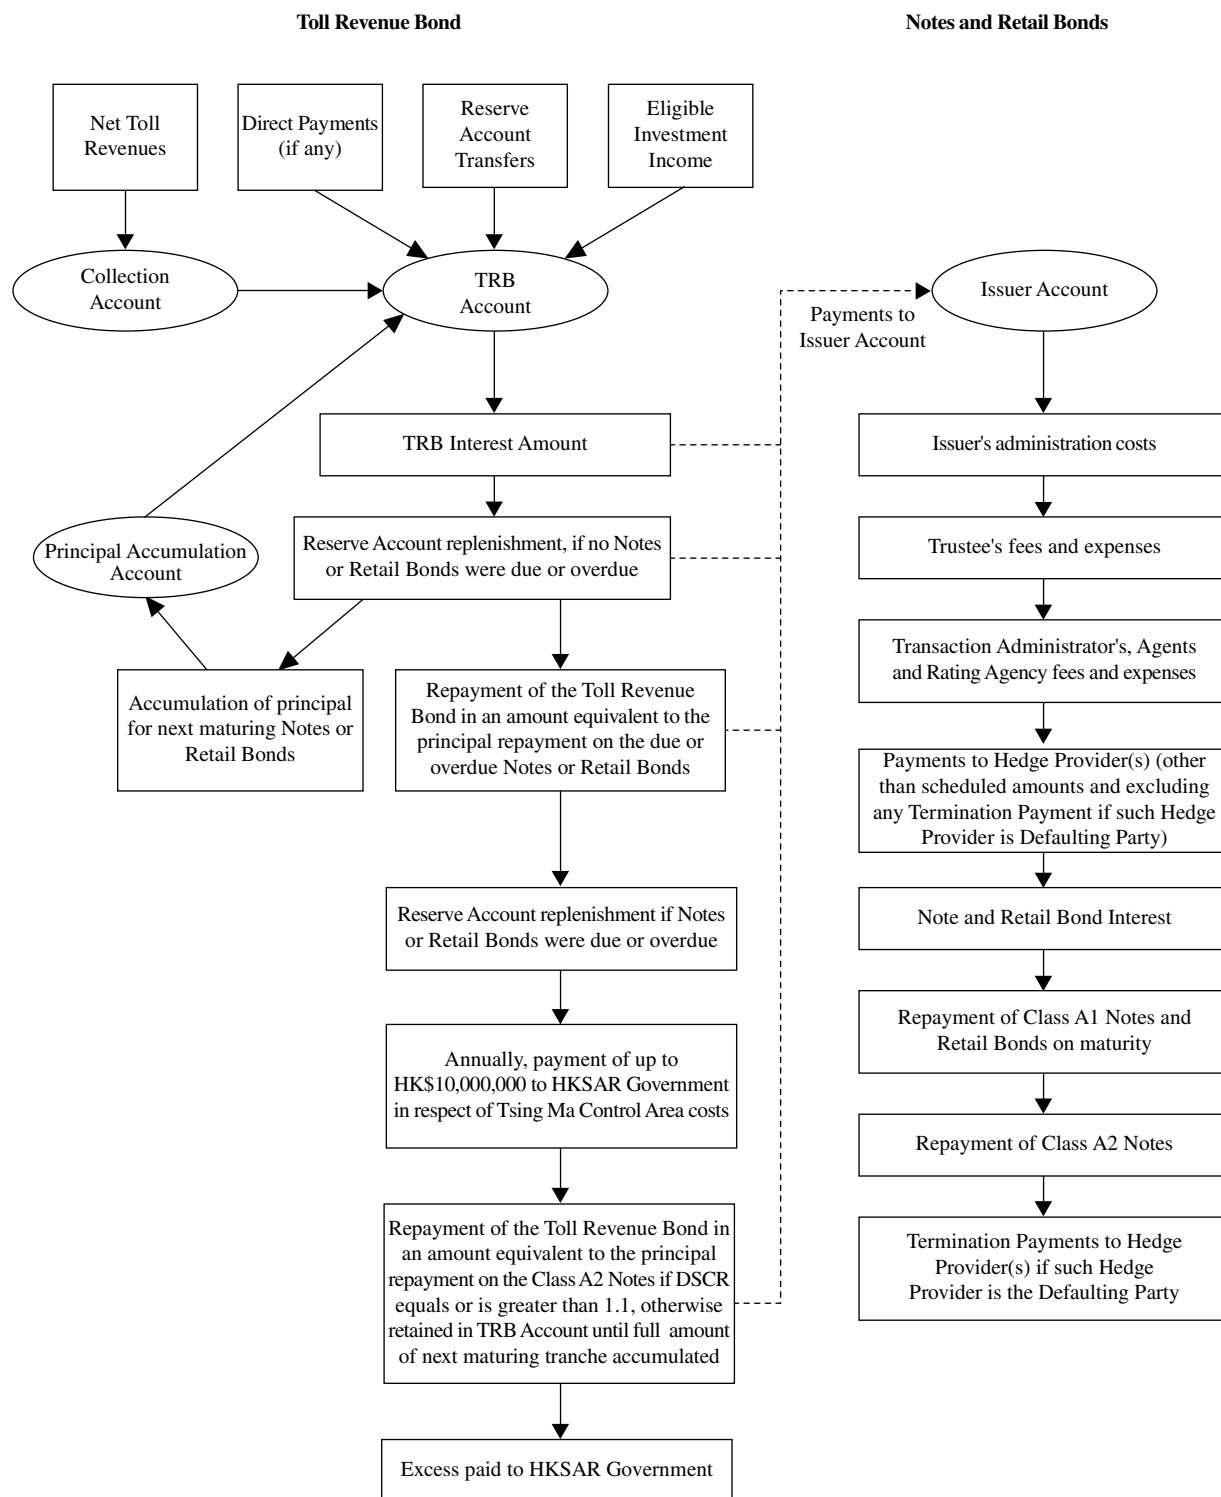 Toll Revenue Bond
Notes and Retail Bonds
Net Toll
Revenues
Direct Payments
(if any)
Reserve
Account
Transfers
Eligible
Investment
Income
Collection
Account
TRB
Account
Issuer Account
Payments to
Issuer Account
TRB Interest Amount
Issuer's administration costs
Reserve Account replenishment, if no Notes
or Retail Bonds were due or overdue
Principal Accumulation
Account
Trustee's fees and expenses
Accumulation of principal
for next maturing Notes or
Retail Bonds
Repayment of the Toll Revenue
Bond in an amount equivalent to the
principal repayment on the due or
overdue Notes or Retail Bonds
Transaction Administrator's, Agents
and Rating Agency fees and expenses
Payments to Hedge Provider(s) (other
than scheduled amounts and excluding
any Termination Payment if such Hedge
Provider is Defaulting Party)
Reserve Account replenishment if Notes
or Retail Bonds were due or overdue
Note and Retail Bond Interest
Annually, payment of up to
HK$10,000,000 to HKSAR Government
in respect of Tsing Ma Control Area costs
Repayment of Class A1 Notes and
Retail Bonds on maturity
Repayment of Class A2 Notes
Repayment of the Toll Revenue Bond in
an amount equivalent to the principal
repayment on the Class A2 Notes if DSCR
equals or is greater than 1.1, otherwise
retained in TRB Account until full amount
of next maturing tranche accumulated
Termination Payments to Hedge
Provider(s) if such Hedge
Provider is the Defaulting Party
Excess paid to HKSAR Government